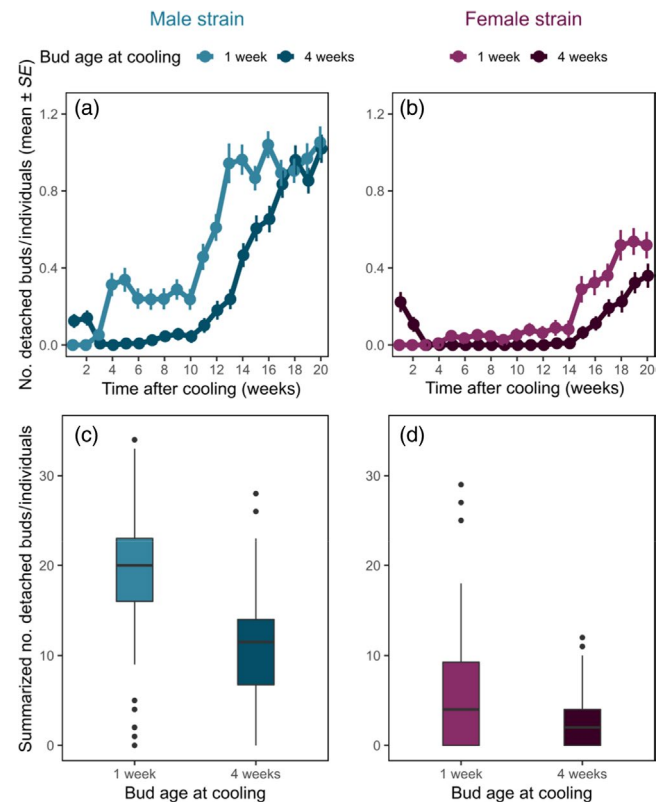 Male strain
Female strain
Bud age at cooling
1 week
4 weeks
1 week
4 weeks
No. detached buds/individuals (mean ± SE)
(a)
1.2
0.8
0.4
0.0
2 4 6 8 10 12 14 16 18 20
Time after cooling (weeks)
(b)
1.2
0.8
0.4
0.0
2 4 6 8 10 12 14 16 18 20
Time after cooling (weeks)
Summarized no. detached buds/individuals
(c)
30
20
10
0
1 week
4 weeks
Bud age at cooling
(d)
30
20
10
0
1 week
4 weeks
Bud age at cooling